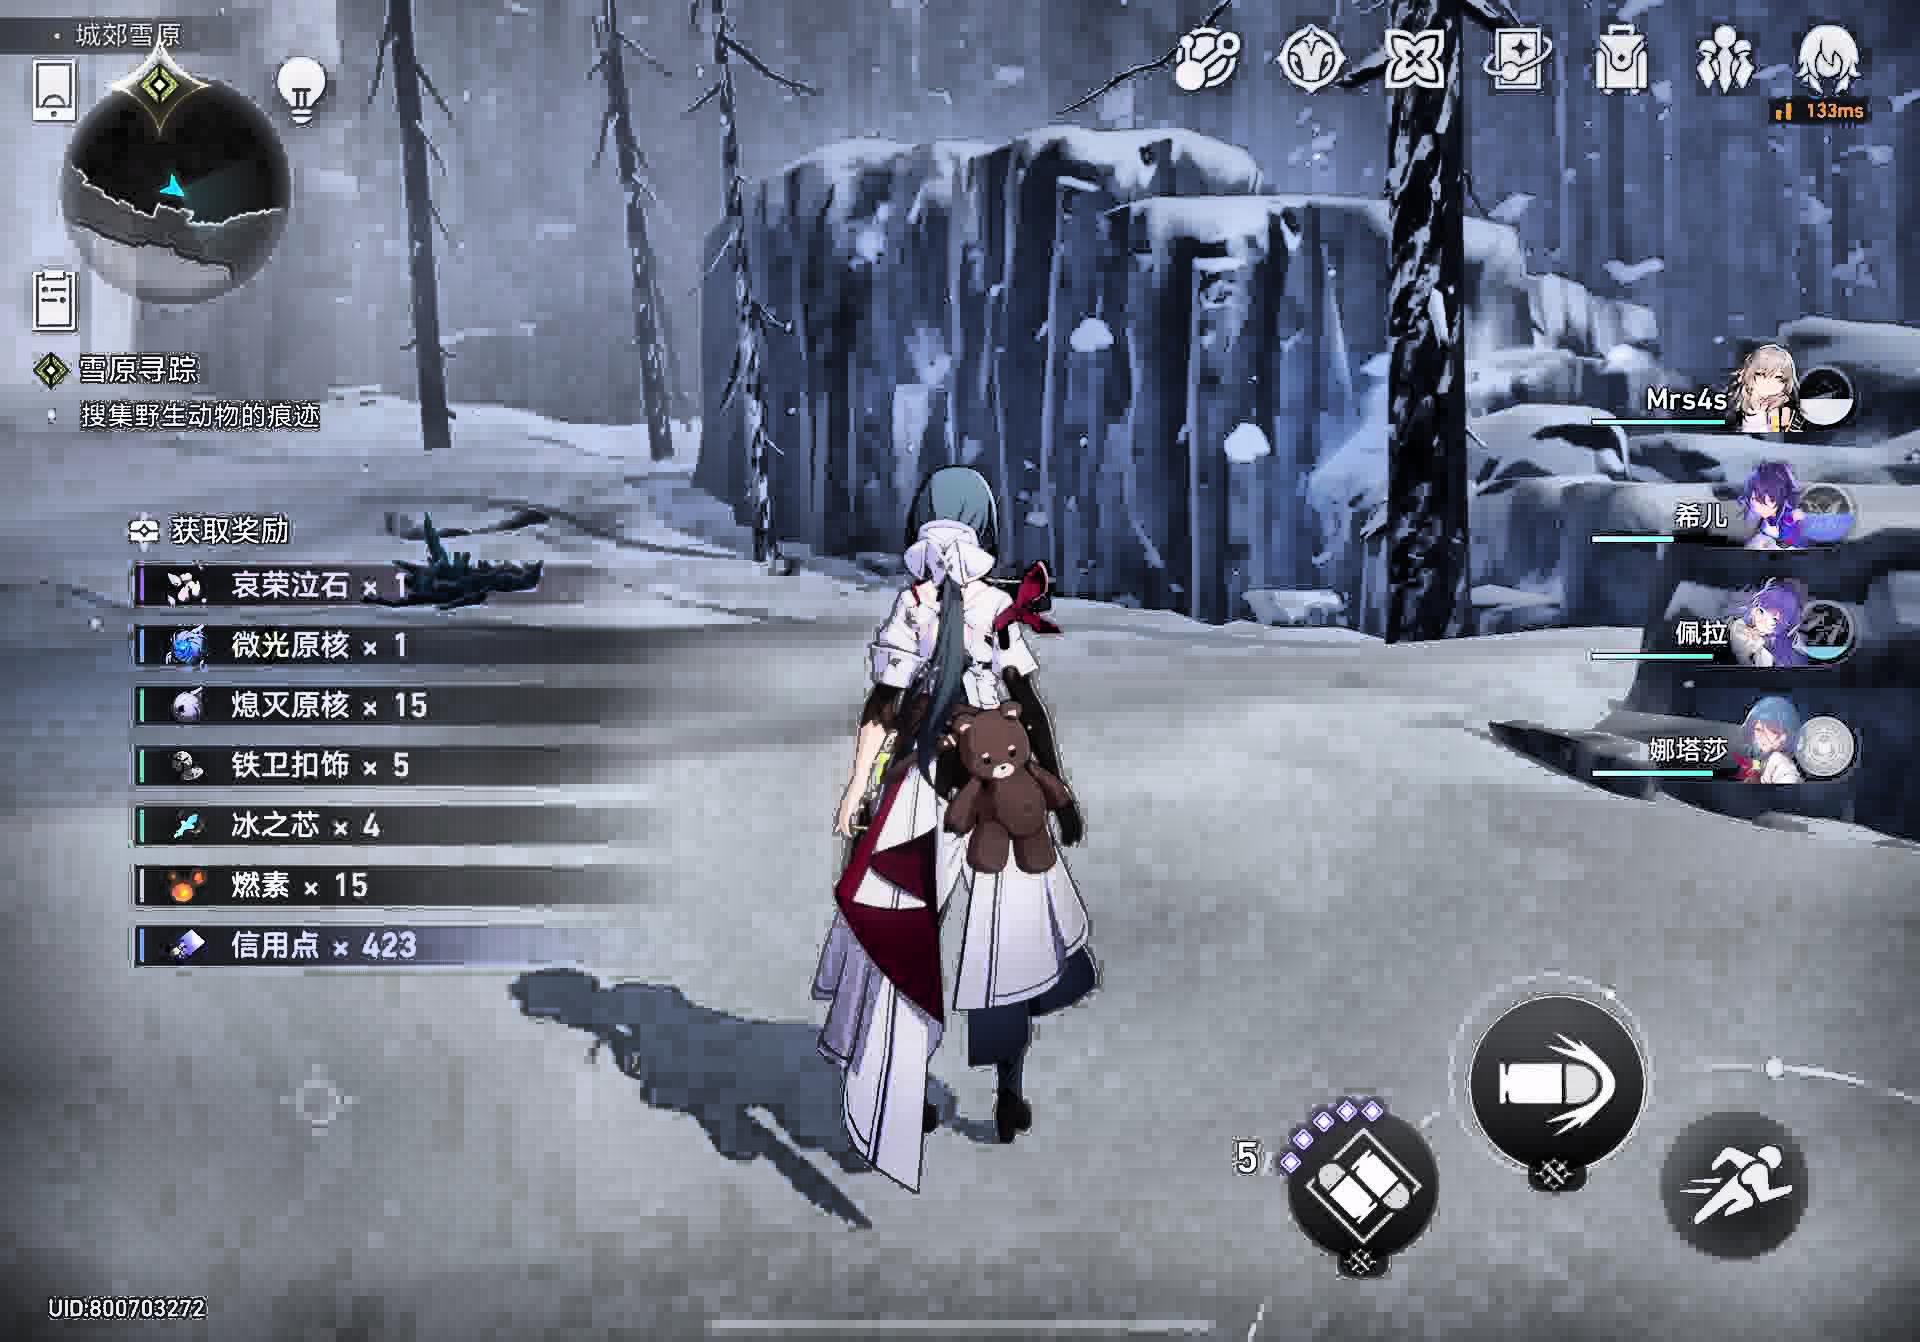 城郊雪原
133ms
雪原寻踪
搜集野生动物的痕迹
Mrs4s
希儿
佩拉
娜塔莎
获取奖励
哀荣泣石 × 1
微光原核 × 1
熄灭原核 × 15
铁卫扣饰 × 5
冰之芯 × 4
燃素 × 15
信用点 × 423
5
UID:800703272